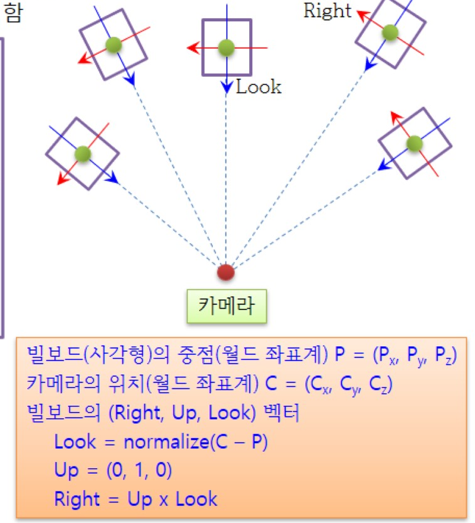 함
Right
Look
카메라
빌보드(사각형)의 중점(월드 좌표계) P = (Px, Py, Pz)
카메라의 위치(월드 좌표계) C = (Cx, Cy, Cz)
빌보드의 (Right, Up, Look) 벡터
Look = normalize(C – P)
Up = (0, 1, 0)
Right = Up x Look